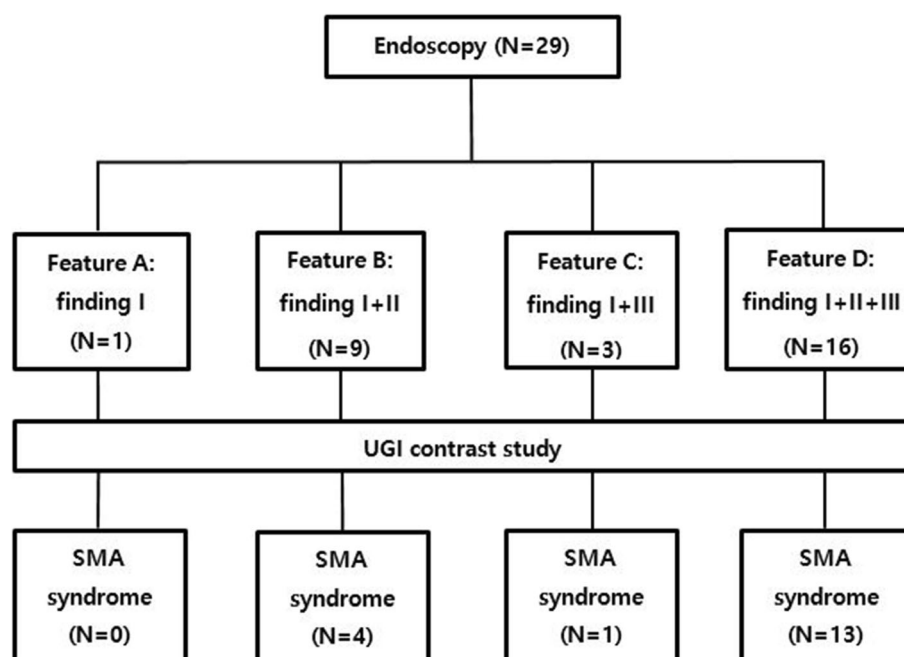 Endoscopy (N=29)
Feature A:
finding I
(N=1)
Feature B:
finding I+II
(N=9)
Feature C:
finding I+III
(N=3)
Feature D:
finding I+II+III
(N=16)
UGI contrast study
SMA
syndrome
(N=0)
SMA
syndrome
(N=4)
SMA
syndrome
(N=1)
SMA
syndrome
(N=13)